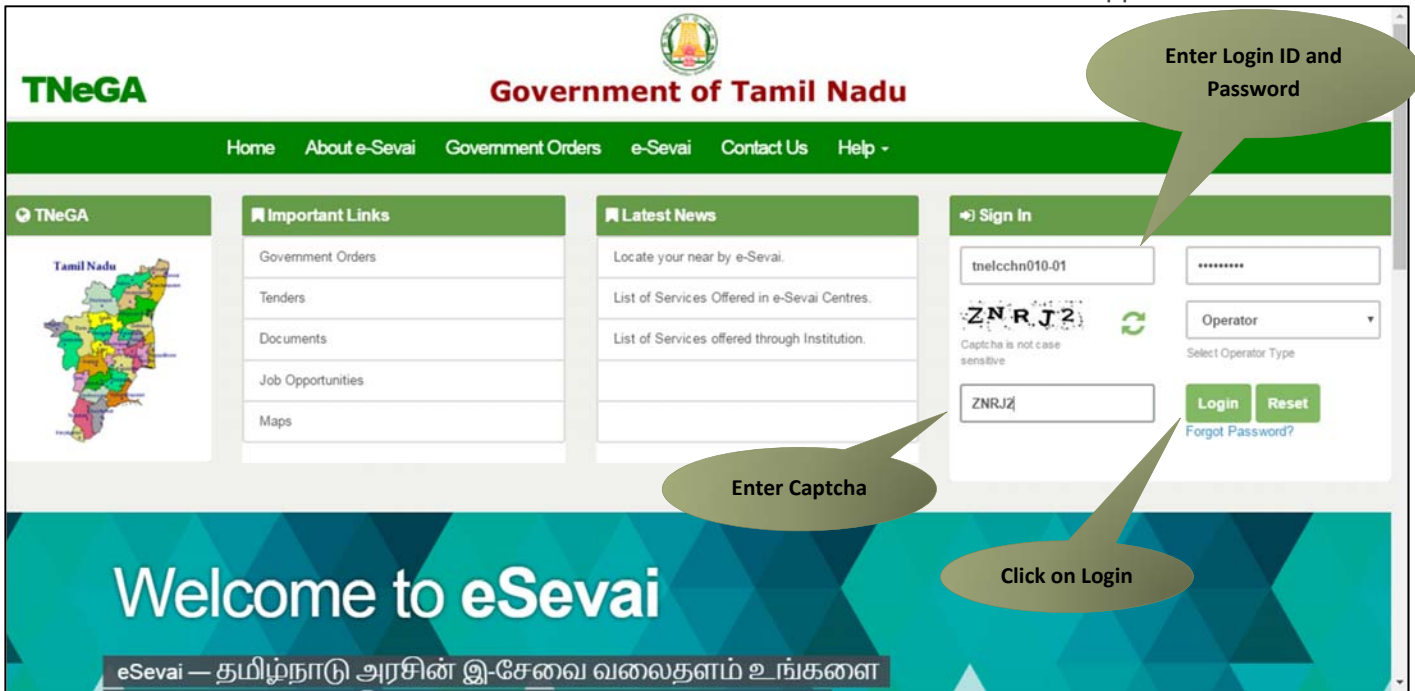 TNeGA
Government of Tamil Nadu
Enter Login ID and
Password
Home About e-Sevai Government Orders e-Sevai Contact Us Help
TNeGA
Tamil Nadu
Important Links
Government Orders
Tenders
Documents
Job Opportunities
Maps
Latest News
Locate your near by e-Sevai.
List of Services Offered in e-Sevai Centres.
List of Services offered through Institution.
Sign In
tnelcchn010-01
•••••••••
ZNRJ2
Captcha is not case
sensitive
Operator
Select Operator Type
ZNRJ2
Login Reset
Forgot Password?
Enter Captcha
Click on Login
Welcome to eSevai
eSevai — தமிழ்நாடு அரசின் இ-சேவை வலைதளம் உங்களை